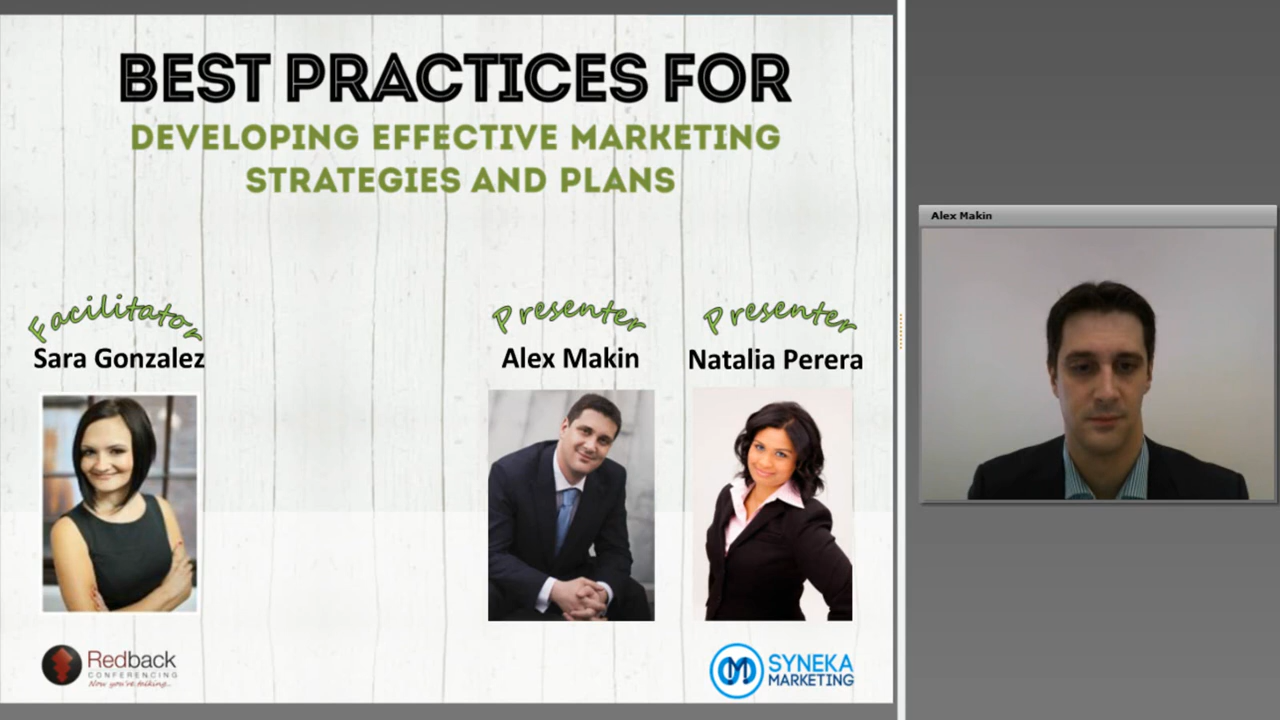 BEST PRACTICES FOR
DEVELOPING EFFECTIVE MARKETING
STRATEGIES AND PLANS
Alex Makin
Facilitator
Presenter
Presenter
Sara Gonzalez
Alex Makin
Natalia Perera
Redback
CONFERENCING
Now you're talking...
SYNEKA
MARKETING